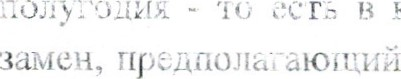 полугодия - то есть в
замен, предполагающий